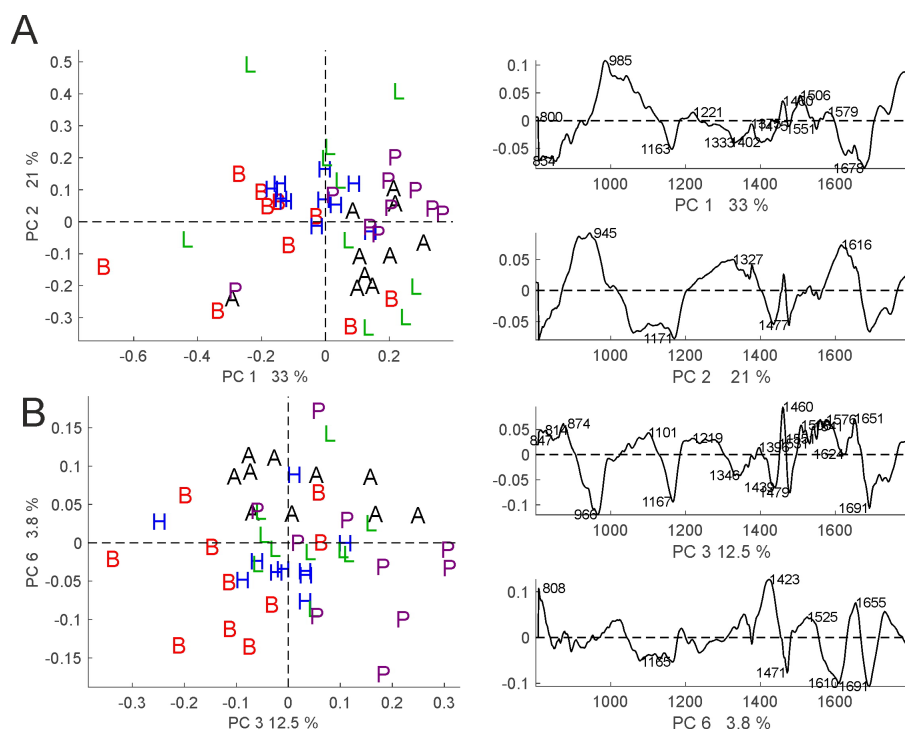 A
0.5
0.4
0.3
0.2
0.1
0
-0.1
-0.2
-0.3
PC 2 21 %
L
L
L
L
P
B
H
P
L
B
H
H
H
H
P
A
P
B
B
B
H
H
H
H
P
A
P
A
P
P
B
H
P
H
P
L
L
A
B
A
A
B
A
L
P
A
A
A
B
B
L
B
L
-0.6
-0.4
-0.2
0
0.2
PC 1 33 %
0.1
0.05
0
-0.05
985
800
834
1163
1221
1333
1402
1460
1506
1551
1579
1678
1000
1200
1400
1600
PC 1 33 %
0.05
0
-0.05
945
1171
1327
1477
1616
1000
1200
1400
1600
PC 2 21 %
B
0.15
0.1
0.05
0
-0.05
-0.1
-0.15
PC 6 3.8 %
P
L
A
A
A
A
A
H
A
A
B
B
P
A
L
A
P
L
A
A
H
L
B
L
P
B
H
L
L
L
B
H
L
P
P
H
H
H
H
H
B
B
H
L
P
P
B
B
B
P
-0.3
-0.2
-0.1
0
0.1
0.2
0.3
PC 3 12.5 %
0.05
0
-0.05
-0.1
847
814
874
960
1101
1167
1219
1346
1396
1439
1460
1479
1576
1624
1651
1691
1000
1200
1400
1600
PC 3 12.5 %
0.1
0
-0.1
808
1165
1423
1471
1525
1610
1655
1691
1000
1200
1400
1600
PC 6 3.8 %